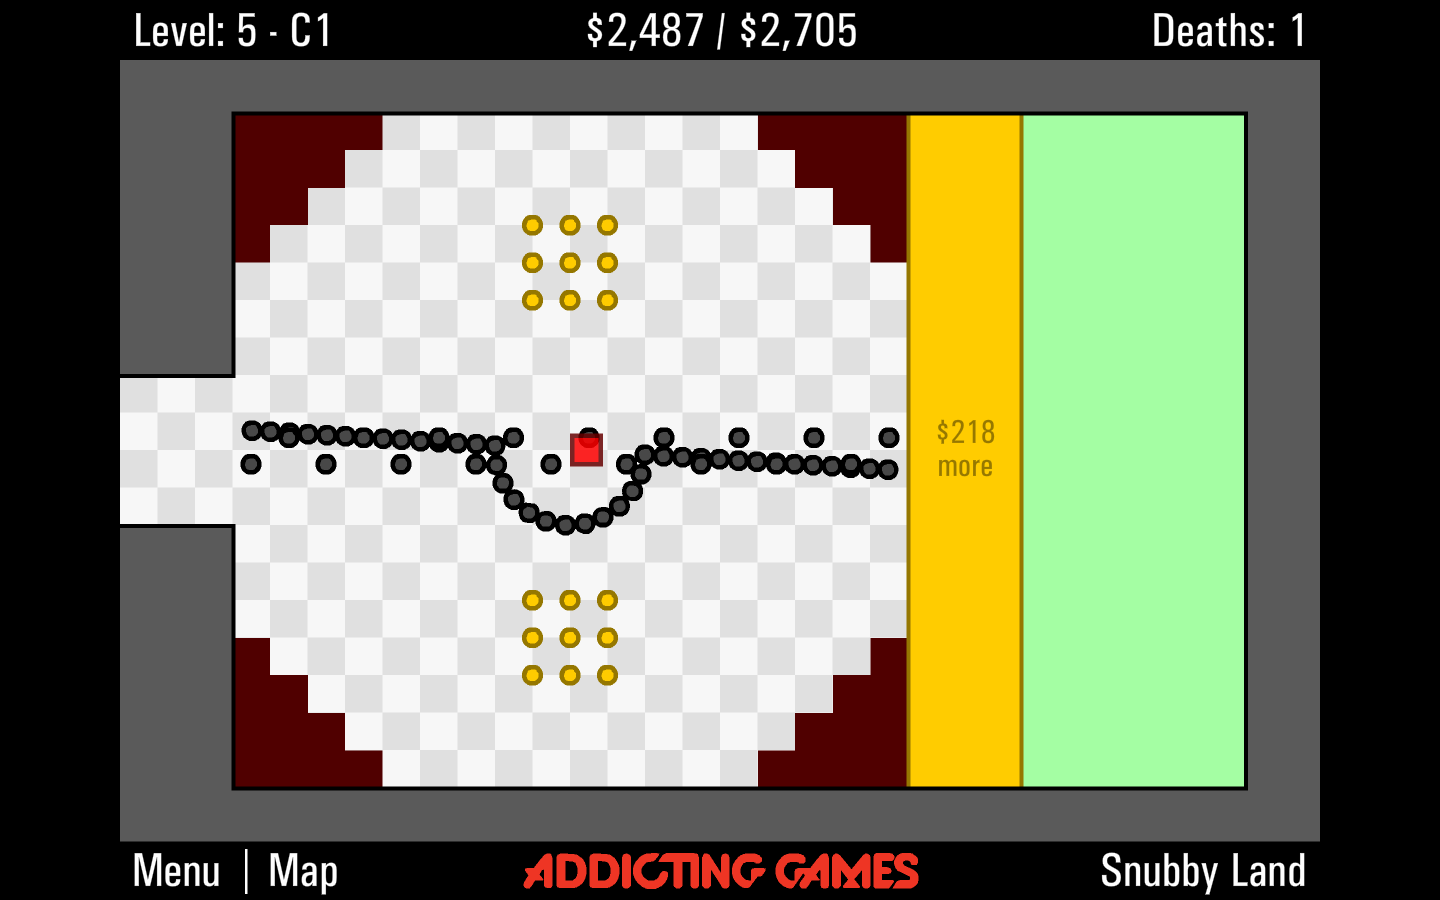 Level: 5 - C1
$2,487 / $2,705
Deaths: 1
$218
more
Menu | Map
ADDICTING GAMES
Snubby Land